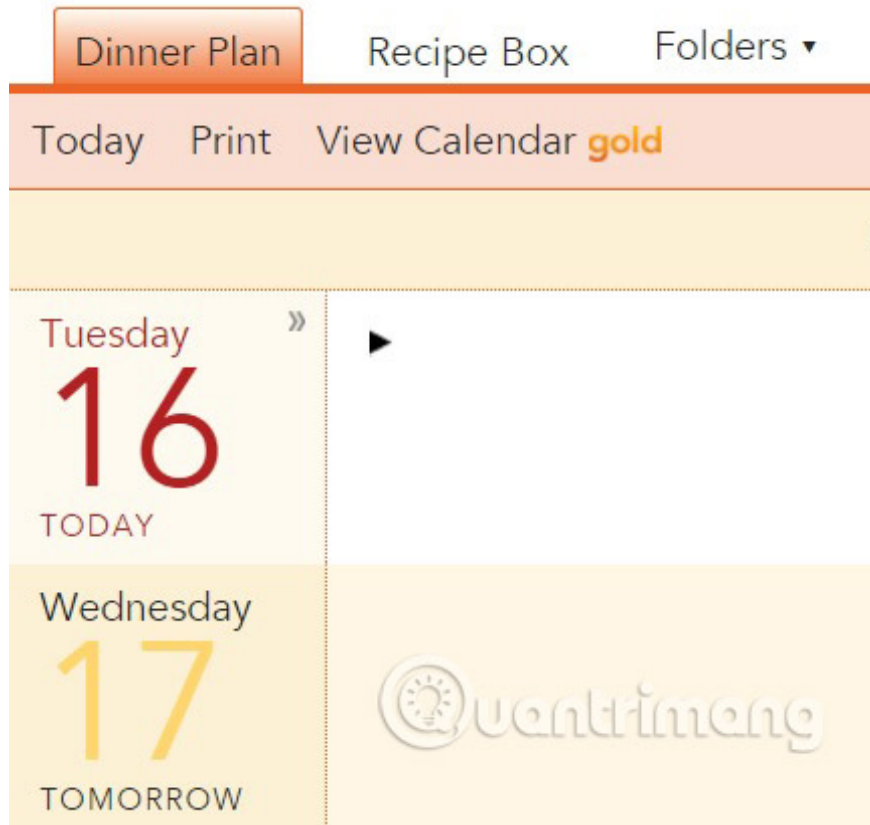 Dinner Plan Recipe Box Folders ▾
Today Print View Calendar gold
Tuesday »
16
TODAY
Wednesday
17
TOMORROW
Quantrimang